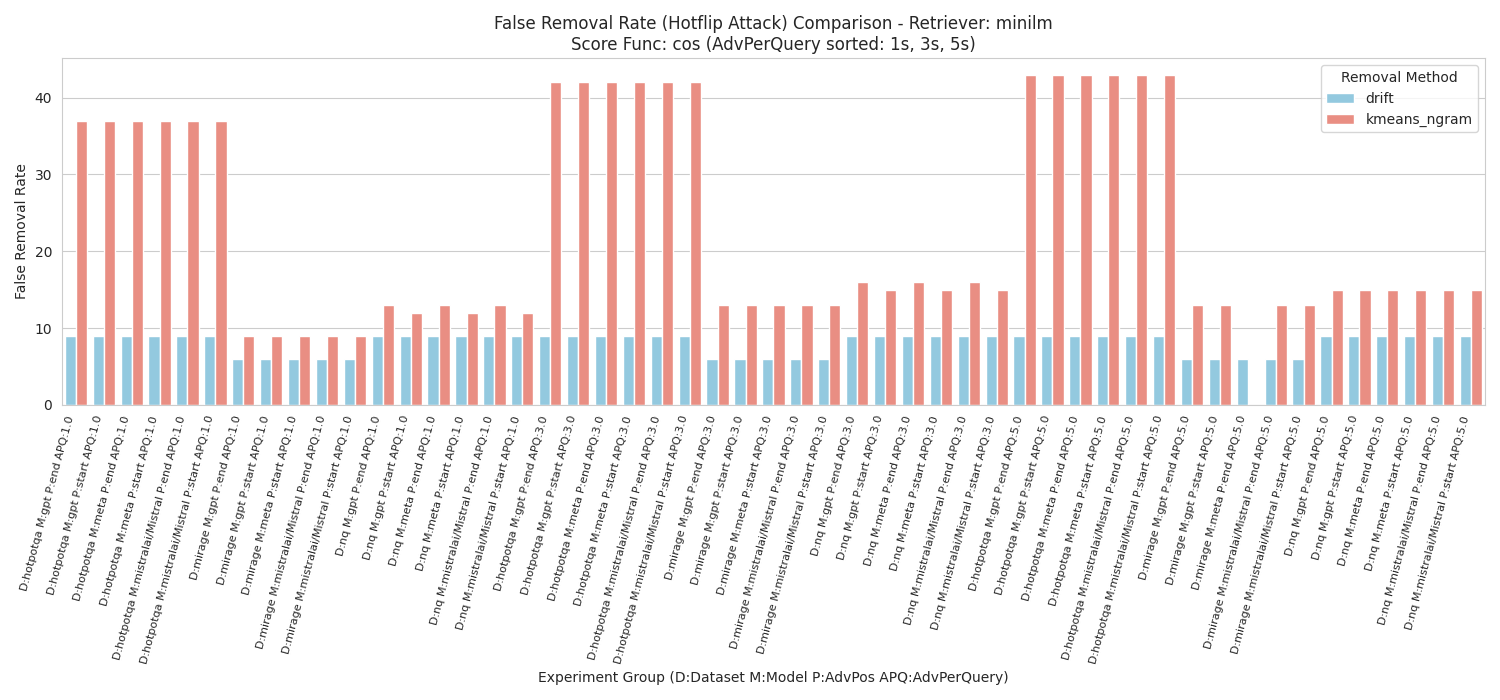 False Removal Rate (Hotflip Attack) Comparison - Retriever: minilm
Score Func: cos (AdvPerQuery sorted: 1s, 3s, 5s)
Removal Method
drift
kmeans_ngram
False Removal Rate
40
30
20
10
0
D:hotpotqa M:gpt P:end APQ:1.0
D:hotpotqa M:gpt P:start APQ:1.0
D:hotpotqa M:meta P:end APQ:1.0
D:hotpotqa M:meta P:start APQ:1.0
D:hotpotqa M:mistralai/Mistral P:end APQ:1.0
D:hotpotqa M:mistralai/Mistral P:start APQ:1.0
D:mirage M:gpt P:end APQ:1.0
D:mirage M:gpt P:start APQ:1.0
D:mirage M:meta P:start APQ:1.0
D:mirage M:mistralai/Mistral P:end APQ:1.0
D:mirage M:mistralai/Mistral P:start APQ:1.0
D:nq M:gpt P:end APQ:1.0
D:nq M:gpt P:start APQ:1.0
D:nq M:meta P:end APQ:1.0
D:nq M:meta P:start APQ:1.0
D:nq M:mistralai/Mistral P:end APQ:1.0
D:nq M:mistralai/Mistral P:start APQ:1.0
D:hotpotqa M:gpt P:end APQ:3.0
D:hotpotqa M:gpt P:start APQ:3.0
D:hotpotqa M:meta P:end APQ:3.0
D:hotpotqa M:meta P:start APQ:3.0
D:hotpotqa M:mistralai/Mistral P:end APQ:3.0
D:hotpotqa M:mistralai/Mistral P:start APQ:3.0
D:mirage M:gpt P:end APQ:3.0
D:mirage M:gpt P:start APQ:3.0
D:mirage M:meta P:start APQ:3.0
D:mirage M:mistralai/Mistral P:end APQ:3.0
D:mirage M:mistralai/Mistral P:start APQ:3.0
D:nq M:gpt P:end APQ:3.0
D:nq M:gpt P:start APQ:3.0
D:nq M:meta P:end APQ:3.0
D:nq M:meta P:start APQ:3.0
D:nq M:mistralai/Mistral P:end APQ:3.0
D:nq M:mistralai/Mistral P:start APQ:3.0
D:hotpotqa M:gpt P:end APQ:5.0
D:hotpotqa M:gpt P:start APQ:5.0
D:hotpotqa M:meta P:end APQ:5.0
D:hotpotqa M:meta P:start APQ:5.0
D:hotpotqa M:mistralai/Mistral P:end APQ:5.0
D:hotpotqa M:mistralai/Mistral P:start APQ:5.0
D:mirage M:gpt P:end APQ:5.0
D:mirage M:gpt P:start APQ:5.0
D:mirage M:meta P:end APQ:5.0
D:mirage M:mistralai/Mistral P:end APQ:5.0
D:mirage M:mistralai/Mistral P:start APQ:5.0
D:nq M:gpt P:end APQ:5.0
D:nq M:gpt P:start APQ:5.0
D:nq M:meta P:end APQ:5.0
D:nq M:meta P:start APQ:5.0
D:nq M:mistralai/Mistral P:end APQ:5.0
D:nq M:mistralai/Mistral P:start APQ:5.0
Experiment Group (D:Dataset M:Model P:AdvPos APQ:AdvPerQuery)